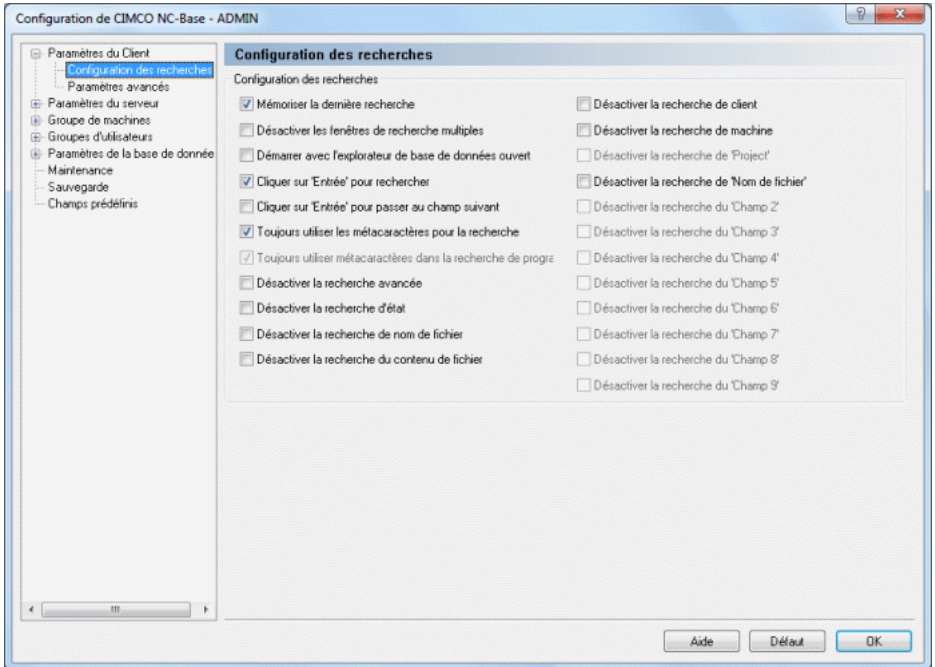 Configuration de CIMCO NC-Base - ADMIN
Paramètres du Client
Configuration des recherches
Paramètres avancés
Paramètres du serveur
Groupe de machines
Groupes d'utilisateurs
Paramètres de la base de donnée
Maintenance
Sauvegarde
Champs prédéfinis
Configuration des recherches
Configuration des recherches
Mémoriser la dernière recherche
Désactiver les fenêtres de recherche multiples
Démarrer avec l'explorateur de base de données ouvert
Cliquer sur 'Entrée' pour rechercher
Cliquer sur 'Entrée' pour passer au champ suivant
Toujours utiliser les métacaractères pour la recherche
Toujours utiliser métacaractères dans la recherche de progra
Désactiver la recherche avancée
Désactiver la recherche d'état
Désactiver la recherche de nom de fichier
Désactiver la recherche du contenu de fichier
Désactiver la recherche de client
Désactiver la recherche de machine
Désactiver la recherche de 'Project'
Désactiver la recherche de 'Nom de fichier'
Désactiver la recherche du 'Champ 2'
Désactiver la recherche du 'Champ 3'
Désactiver la recherche du 'Champ 4'
Désactiver la recherche du 'Champ 5'
Désactiver la recherche du 'Champ 6'
Désactiver la recherche du 'Champ 7'
Désactiver la recherche du 'Champ 8'
Désactiver la recherche du 'Champ 9'
Aide
Défaut
OK